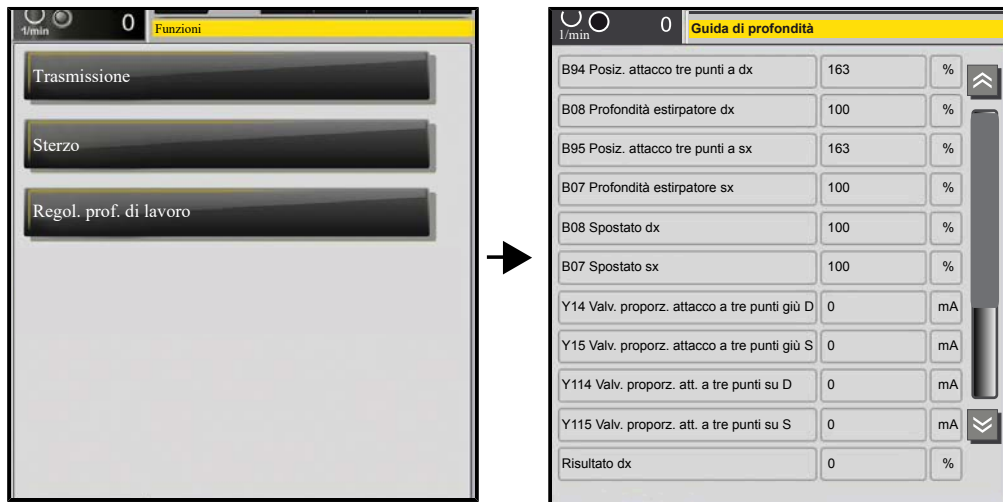 1/min
0
Funzioni
Trasmissione
Sterzo
Regol. prof. di lavoro
1/min
0
Guida di profondità
B94 Posiz. attacco tre punti a dx 163 %
B08 Profondità estirpatore dx 100 %
B95 Posiz. attacco tre punti a sx 163 %
B07 Profondità estirpatore sx 100 %
B08 Spostato dx 100 %
B07 Spostato sx 100 %
Y14 Valv. proporz. attacco a tre punti giù D 0 mA
Y15 Valv. proporz. attacco a tre punti giù S 0 mA
Y114 Valv. proporz. att. a tre punti su D 0 mA
Y115 Valv. proporz. att. a tre punti su S 0 mA
Risultato dx 0 %